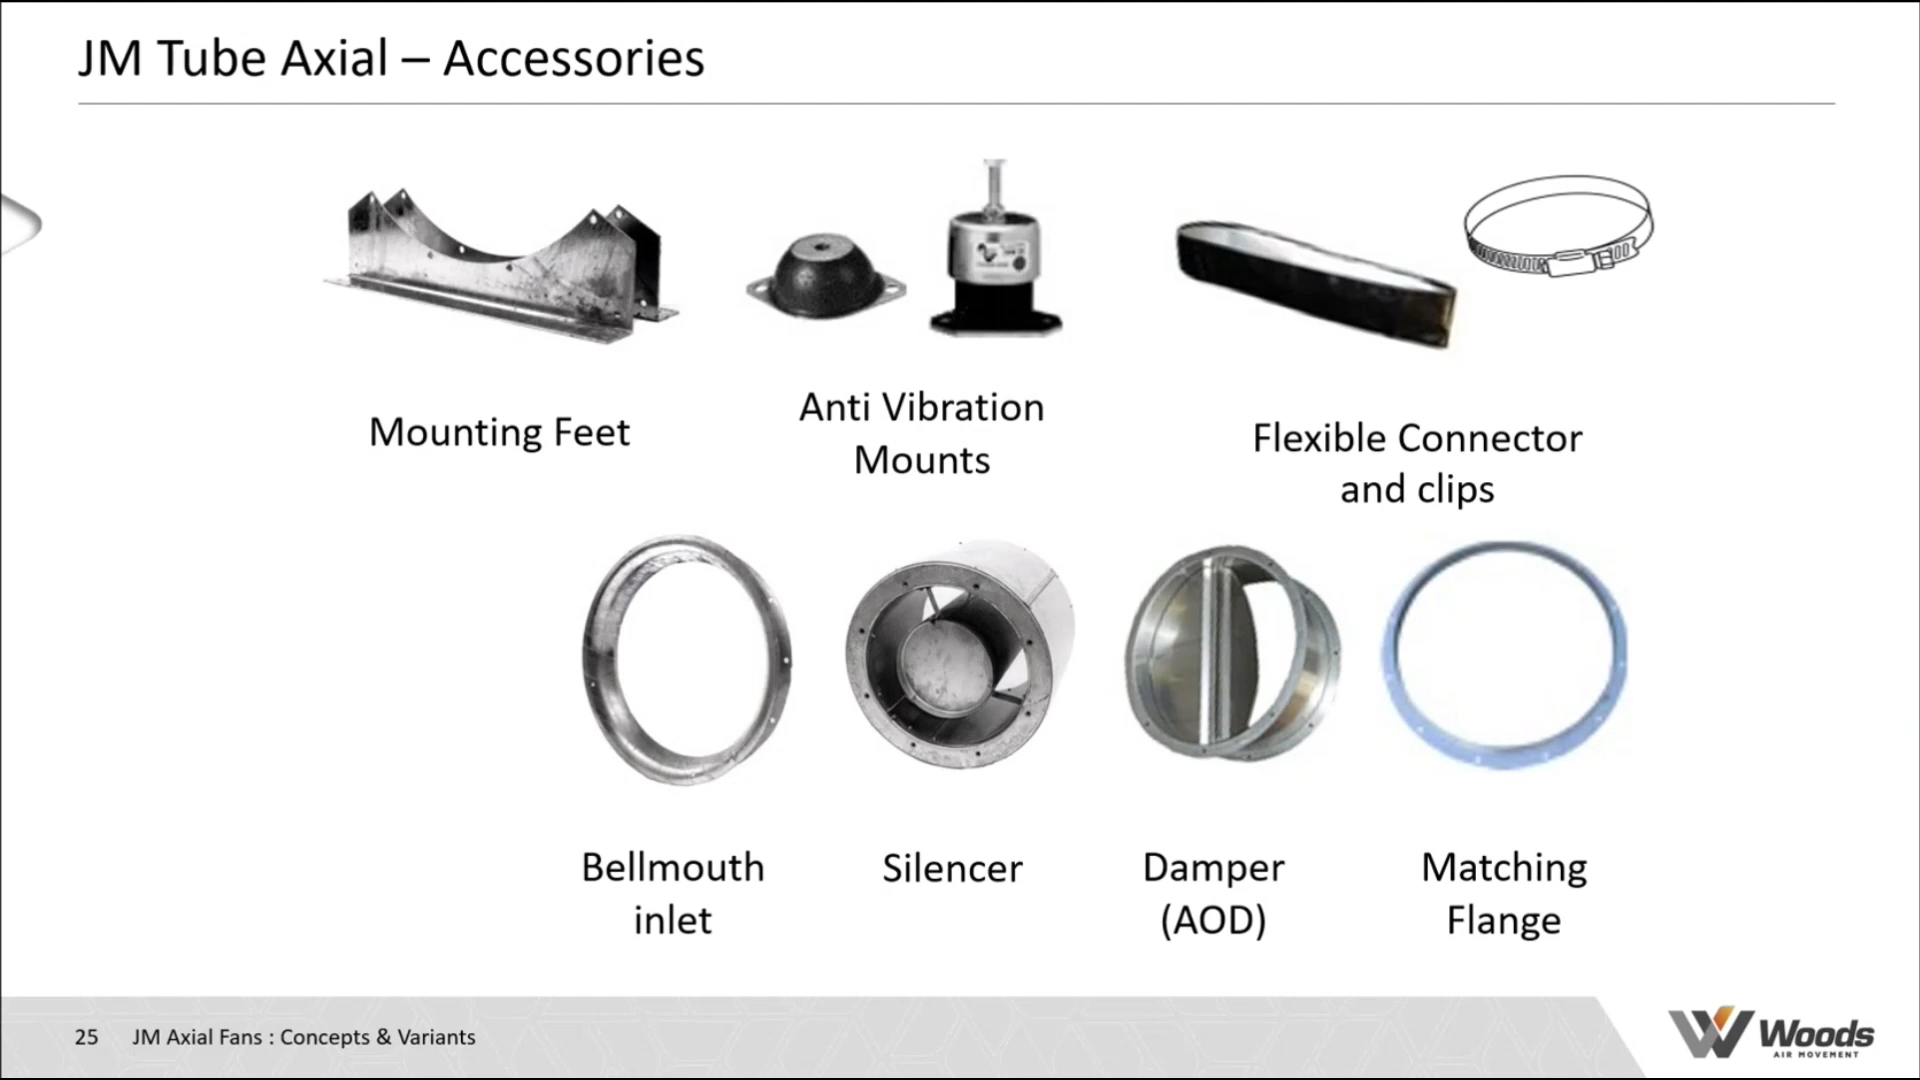 JM Tube Axial – Accessories
Mounting Feet
Anti Vibration
Mounts
Flexible Connector
and clips
Bellmouth
inlet
Silencer
Damper
(AOD)
Matching
Flange
25 JM Axial Fans : Concepts & Variants
Woods
AIR MOVEMENT